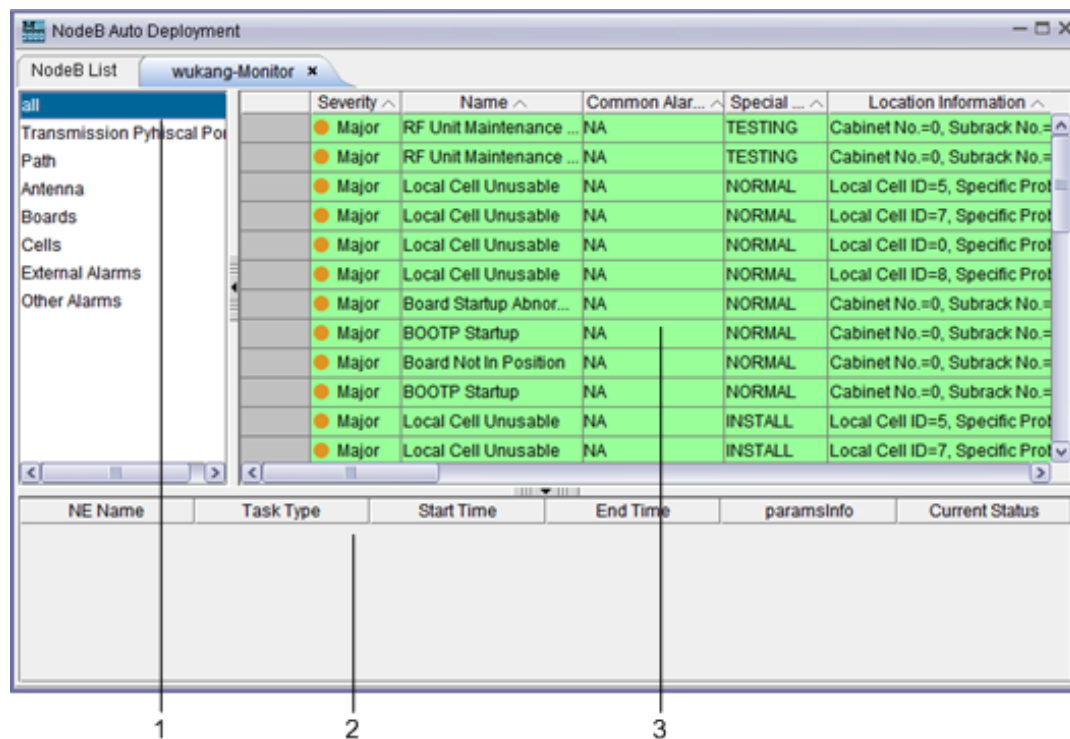 NodeB Auto Deployment
NodeB List wukang-Monitor
all
Transmission Pyhiscal Por
Path
Antenna
Boards
Cells
External Alarms
Other Alarms
Severity Name Common Alar... Special ... Location Information
Major RF Unit Maintenance ... NA TESTING Cabinet No.=0, Subrack No.=
Major RF Unit Maintenance ... NA TESTING Cabinet No.=0, Subrack No.=
Major Local Cell Unusable NA NORMAL Local Cell ID=5, Specific Prob
Major Local Cell Unusable NA NORMAL Local Cell ID=7, Specific Prob
Major Local Cell Unusable NA NORMAL Local Cell ID=0, Specific Prob
Major Local Cell Unusable NA NORMAL Local Cell ID=8, Specific Prob
Major Board Startup Abnor... NA NORMAL Cabinet No.=0, Subrack No.=
Major BOOTP Startup NA NORMAL Cabinet No.=0, Subrack No.=
Major Board Not In Position NA NORMAL Cabinet No.=0, Subrack No.=
Major BOOTP Startup NA NORMAL Cabinet No.=0, Subrack No.=
Major Local Cell Unusable NA INSTALL Local Cell ID=5, Specific Prob
Major Local Cell Unusable NA INSTALL Local Cell ID=7, Specific Prob
NE Name Task Type Start Time End Time paramsInfo Current Status
1 2 3